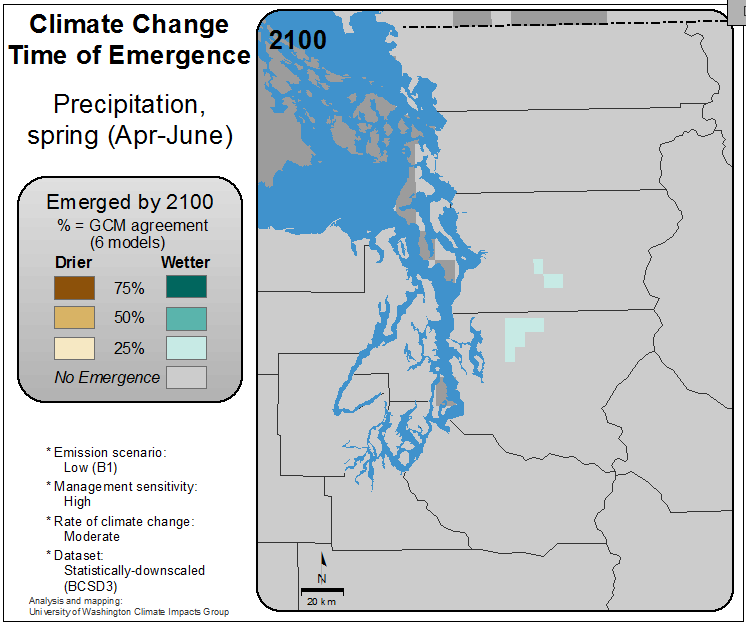 Climate Change
Time of Emergence
Precipitation,
spring (Apr-June)
Emerged by 2100
% = GCM agreement
(6 models)
Drier Wetter
75%
50%
25%
No Emergence
* Emission scenario:
Low (B1)
* Management sensitivity:
High
* Rate of climate change:
Moderate
* Dataset:
Statistically-downscaled
(BCSD3)
Analysis and mapping:
University of Washington Climate Impacts Group
2100
N
20 km